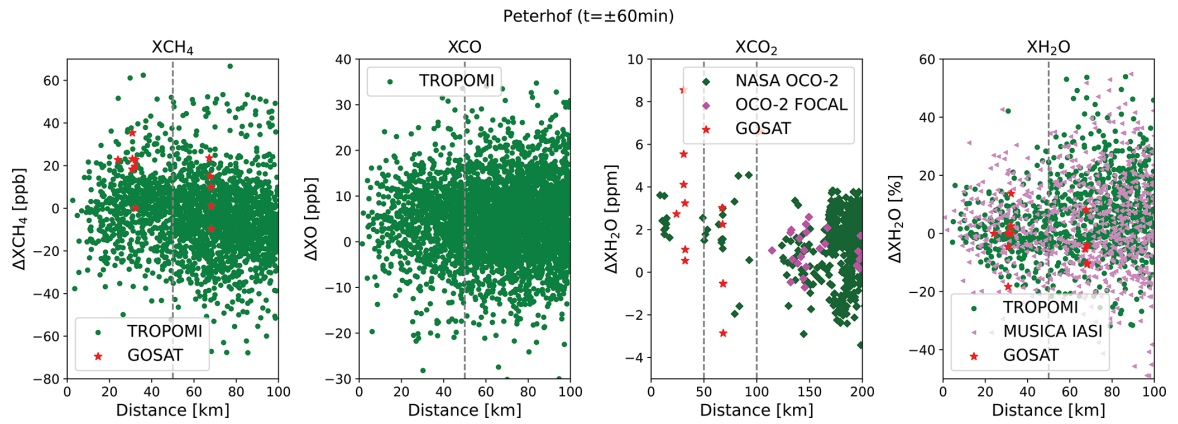 Peterhof (t=±60min)
XCH₄
ΔXCH₄ [ppb]
60
40
20
0
−20
−40
−60
−80
TROPOMI
GOSAT
0 20 40 60 80 100
Distance [km]
XCO
ΔXO [ppb]
40
30
20
10
0
−10
−20
−30
TROPOMI
0 20 40 60 80 100
Distance [km]
XCO₂
ΔXH₂O [ppm]
10
8
6
4
2
0
−2
−4
NASA OCO-2
OCO-2 FOCAL
GOSAT
0 50 100 150 200
Distance [km]
XH₂O
ΔXH₂O [%]
60
40
20
0
−20
−40
TROPOMI
MUSICA IASI
GOSAT
0 20 40 60 80 100
Distance [km]